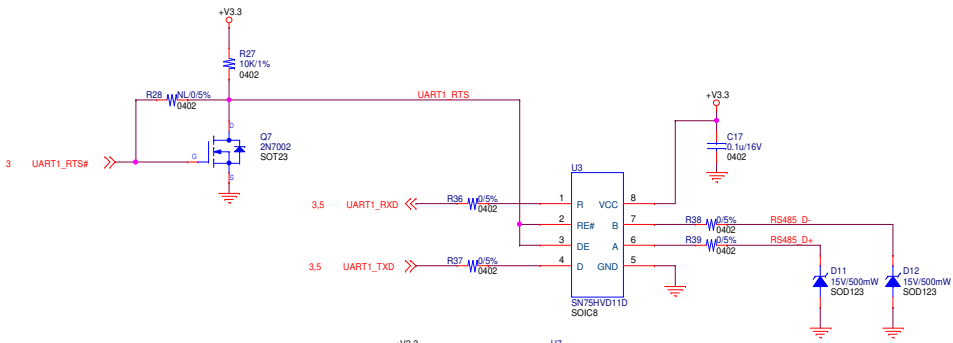 +V3.3
R27
10K/1%
0402
R28 NL/0/5%
0402
UART1_RTS
D
Q7
2N7002
SOT23
G
S
3 UART1_RTS#
+V3.3
C17
0.1u/16V
0402
U3
3,5 UART1_RXD R36 0/5%
0402
1 R VCC 8
2 RE# B 7
3 DE A 6
4 D GND 5
R38 0/5% RS485_D-
0402
R39 0/5% RS485_D+
0402
3,5 UART1_TXD R37 0/5%
0402
SN75HVD11D
SOIC8
D11
15V/500mW
SOD123
D12
15V/500mW
SOD123